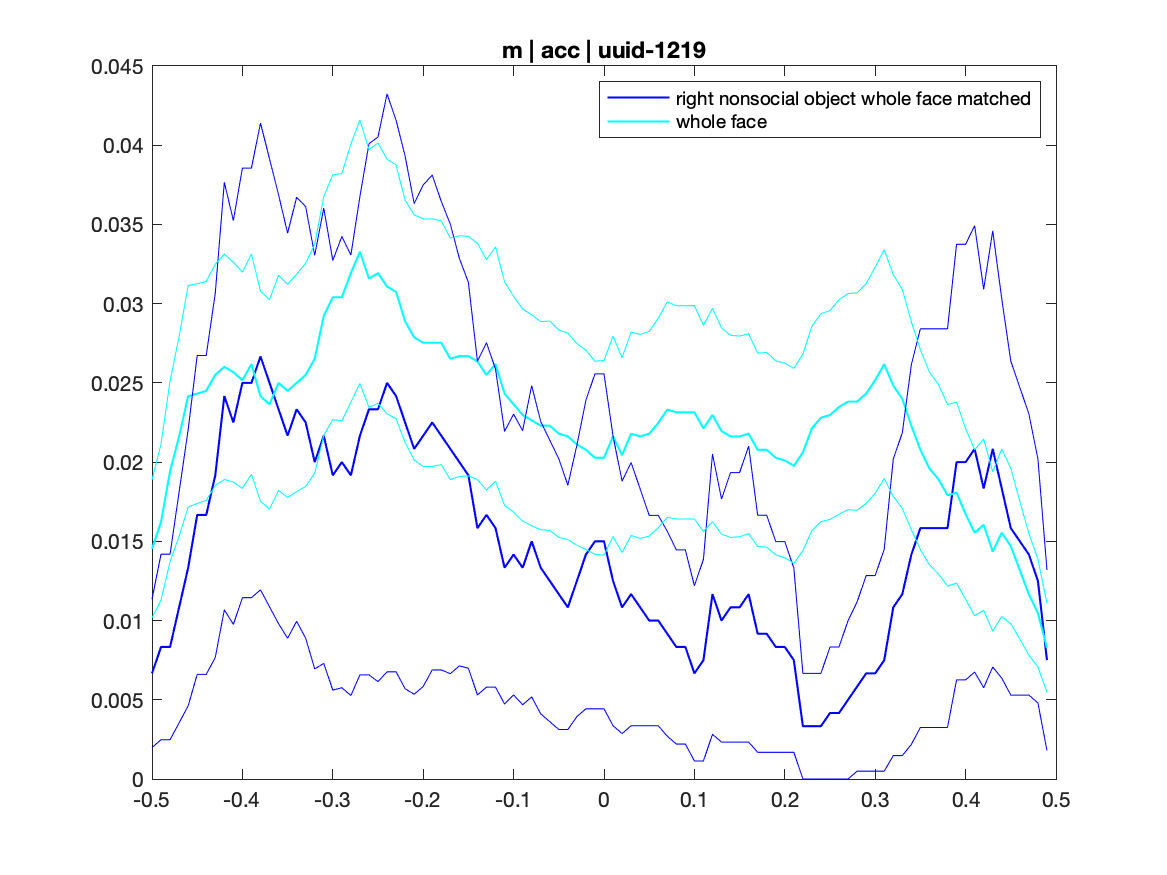 m | acc | uuid-1219
right nonsocial object whole face matched
whole face
0.045
0.04
0.035
0.03
0.025
0.02
0.015
0.01
0.005
0
-0.5 -0.4 -0.3 -0.2 -0.1 0 0.1 0.2 0.3 0.4 0.5